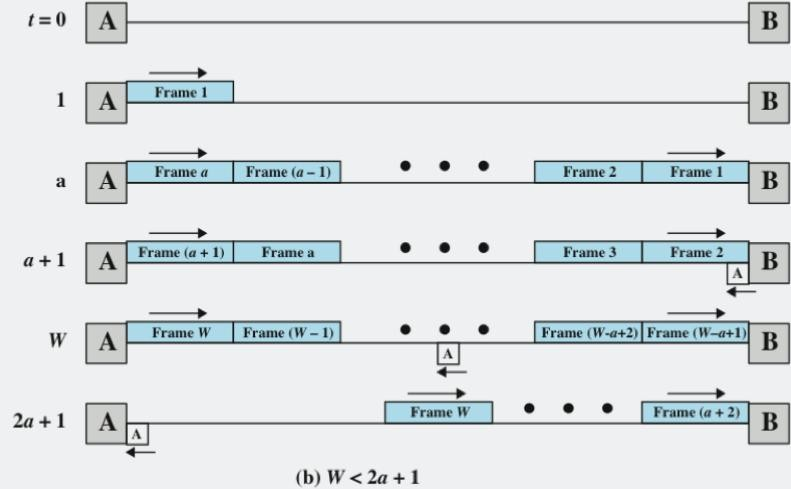 t = 0 A B
1 A Frame 1 B
a A Frame a Frame (a – 1) • • • Frame 2 Frame 1 B
a + 1 A Frame (a + 1) Frame a • • • Frame 3 Frame 2 B
A
W A Frame W Frame (W – 1) • • • Frame (W-a+2) Frame (W–a+1) B
A
2a + 1 A Frame W • • • Frame (a + 2) B
A
(b) W < 2a + 1